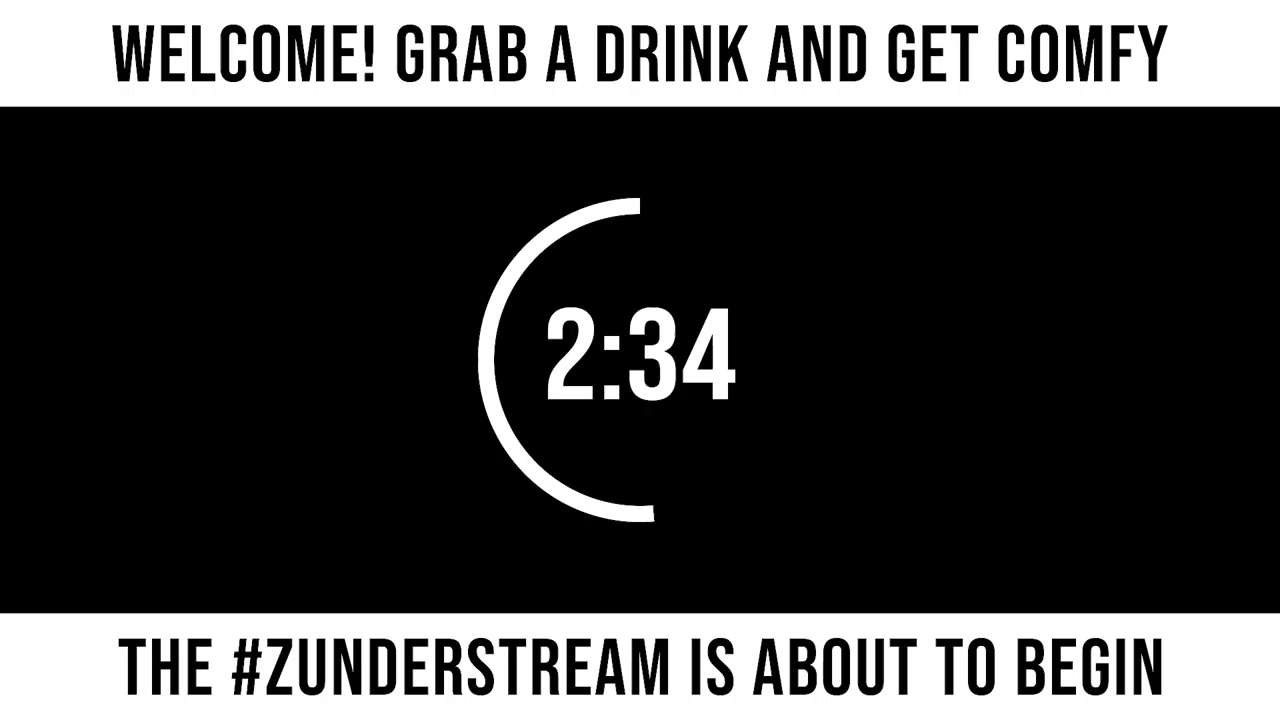 WELCOME! GRAB A DRINK AND GET COMFY
2:34
THE #ZUNDERSTREAM IS ABOUT TO BEGIN